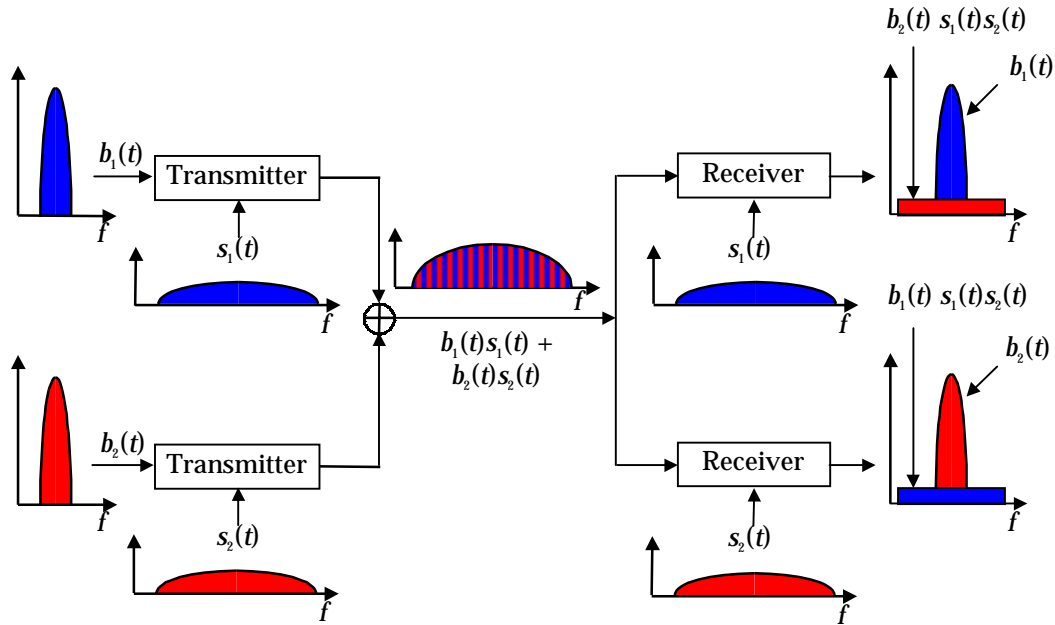 b₂(t) s₁(t)s₂(t)
b₁(t)
b₁(t)
Transmitter
Receiver
f
s₁(t)
s₁(t)
f
f
f
f
f
b₁(t)s₁(t) +
b₂(t)s₂(t)
b₁(t) s₁(t)s₂(t)
b₂(t)
b₂(t)
Transmitter
Receiver
f
s₂(t)
s₂(t)
f
f
f